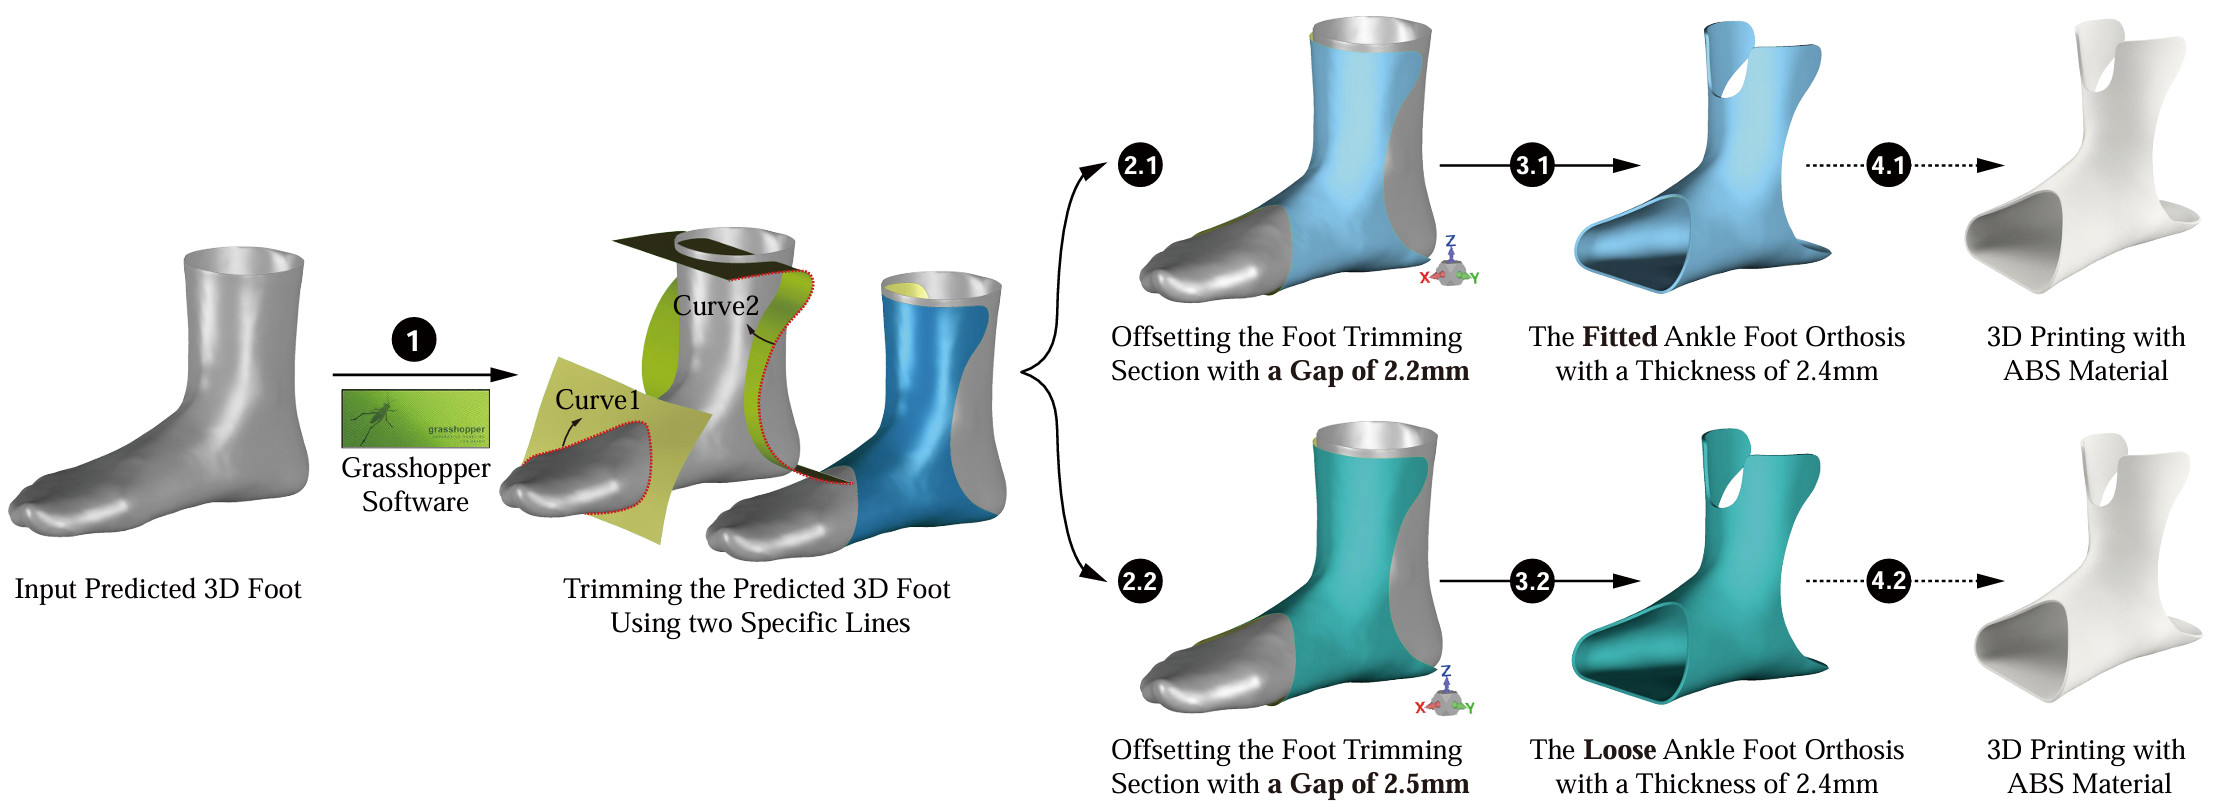 1
grasshopper
Grasshopper
Software
Input Predicted 3D Foot
Curve1
Curve2
Trimming the Predicted 3D Foot
Using two Specific Lines
2.1
Z
X
Y
Offsetting the Foot Trimming
Section with a Gap of 2.2mm
3.1
The Fitted Ankle Foot Orthosis
with a Thickness of 2.4mm
4.1
3D Printing with
ABS Material
2.2
Z
X
Y
Offsetting the Foot Trimming
Section with a Gap of 2.5mm
3.2
The Loose Ankle Foot Orthosis
with a Thickness of 2.4mm
4.2
3D Printing with
ABS Material